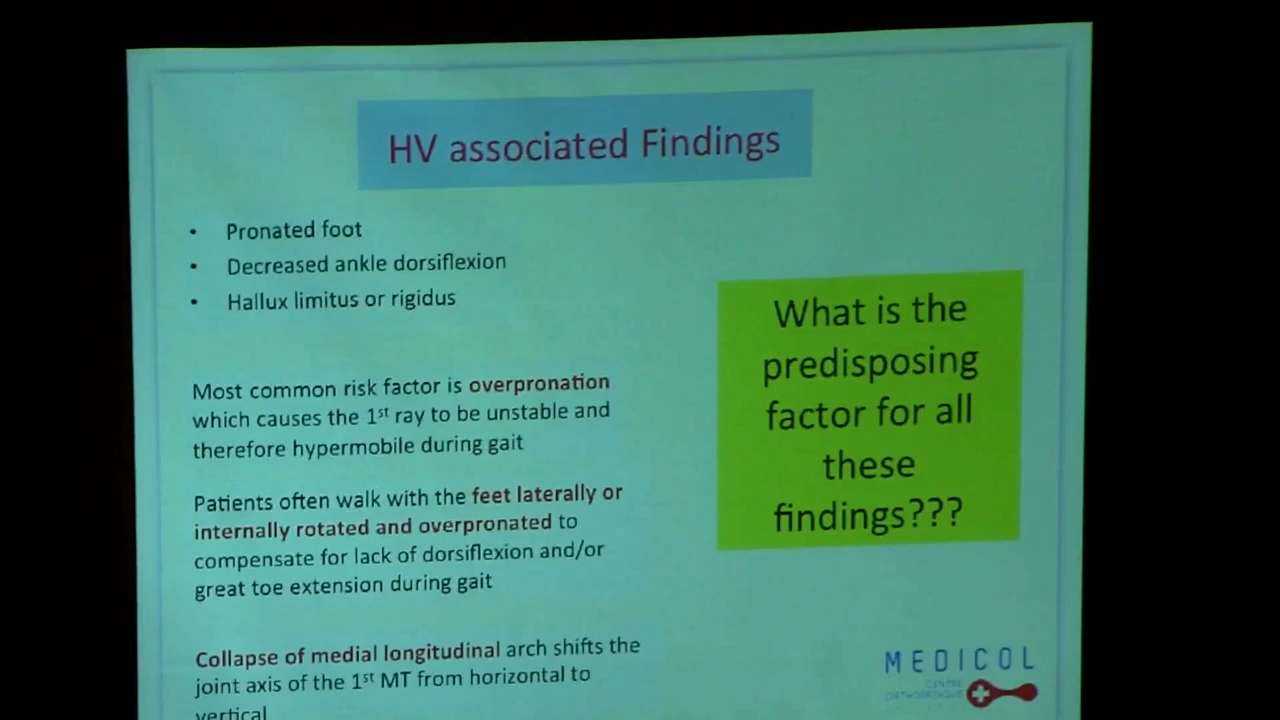 HV associated Findings
• Pronated foot
• Decreased ankle dorsiflexion
• Hallux limitus or rigidus
Most common risk factor is overpronation
which causes the 1st ray to be unstable and
therefore hypermobile during gait
Patients often walk with the feet laterally or
internally rotated and overpronated to
compensate for lack of dorsiflexion and/or
great toe extension during gait
Collapse of medial longitudinal arch shifts the
joint axis of the 1st MT from horizontal to
vertical
What is the
predisposing
factor for all
these
findings???
MEDICOL
CENTRE